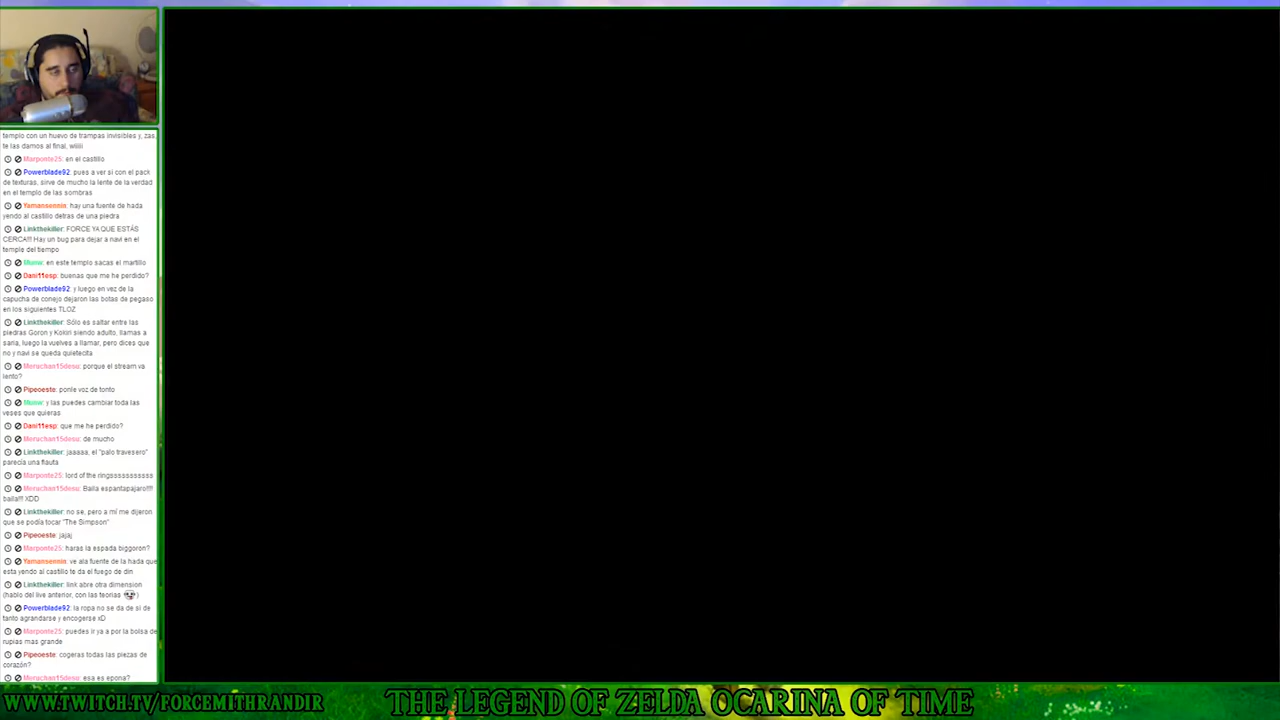 templo con un huevo de trampas invisibles y, zas,
te las damos al final, wiiii
Marponte25: en el castillo
Powerblade92: pues a ver si con el pack
de texturas, sirve de mucho la lente de la verdad
en el templo de las sombras
Yamansennin: hay una fuente de hada
yendo al castillo detras de una piedra
Linkthekiller: FORCE YA QUE ESTÁS
CERCA!!! Hay un bug para dejar a navi en el
temple del tiempo
en este templo sacas el martillo
Dani11esp: buenas que me he perdido?
Powerblade92: y luego en vez de la
capucha de conejo dejaron las botas de pegaso
en los siguientes TLOZ
Linkthekiller: Sólo es saltar entre las
piedras Goron y Kokiri siendo adulto, llamas a
saria, luego la vuelves a llamar, pero dices que
no y navi se queda quietecita
Meruchan15desu: porque el stream va
lento?
Pipeoeste: ponle voz de tonto
y las puedes cambiar toda las
veses que quieras
Dani11esp: que me he perdido?
Meruchan15desu: de mucho
Linkthekiller: jaaaaa, el "palo travesero"
parecía una flauta
Marponte25: lord of the ringssssssssss
Meruchan15desu: Baila espantapajaro!!!!
baila!!! XDD
Linkthekiller: no se, pero a mí me dijeron
que se podía tocar "The Simpson"
Pipeoeste: jajaj
Marponte25: haras la espada biggoron?
Yamansennin: ve ala fuente de la hada que
esta yendo al castillo te da el fuego de din
Linkthekiller: link abre otra dimension
(hablo del live anterior, con las teorias )
Powerblade92: la ropa no se da de si de
tanto agrandarse y encogerse xD
Marponte25: puedes ir ya a por la bolsa de
rupias mas grande
Pipeoeste: cogeras todas las piezas de
corazón?
Meruchan15desu: esa es epona?
WWW.TWITCH.TV/FORCEMITHRANDIR
THE LEGEND OF ZELDA OCARINA OF TIME